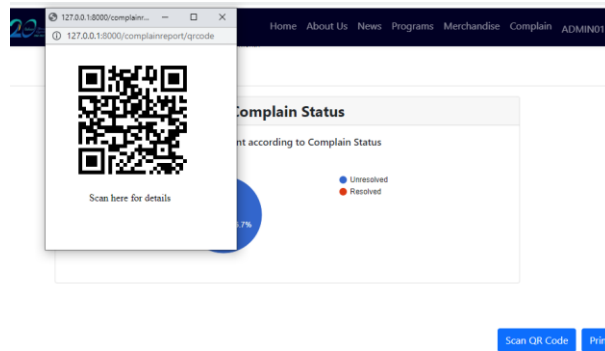 127.0.0.1:8000/complainr...
127.0.0.1:8000/complainreport/qrcode
Scan here for details
Home About Us News Programs Merchandise Complain ADMIN01
Complain Status
nt according to Complain Status
Unresolved
Resolved
.7%
Scan QR Code
Prin